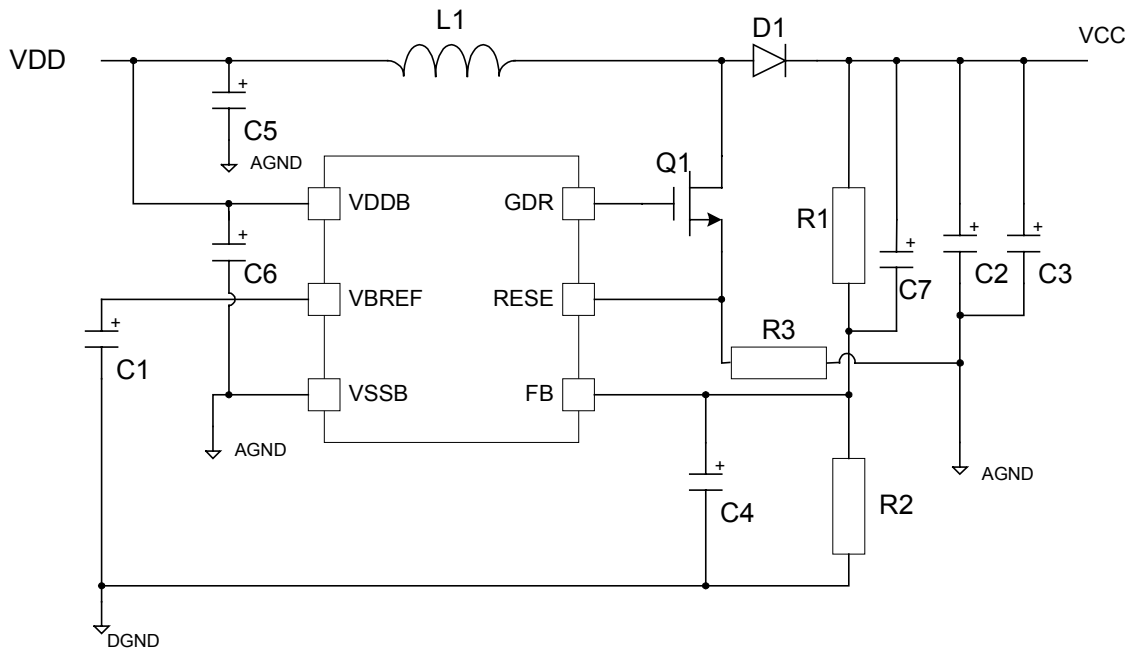 L1
D1
VCC
VDD
+
C5
AGND
Q1
VDDB
GDR
R1
+
C6
+
C7
+
C2
+
C3
VBREF
RESE
+
C1
R3
VSSB
FB
AGND
+
C4
R2
AGND
DGND